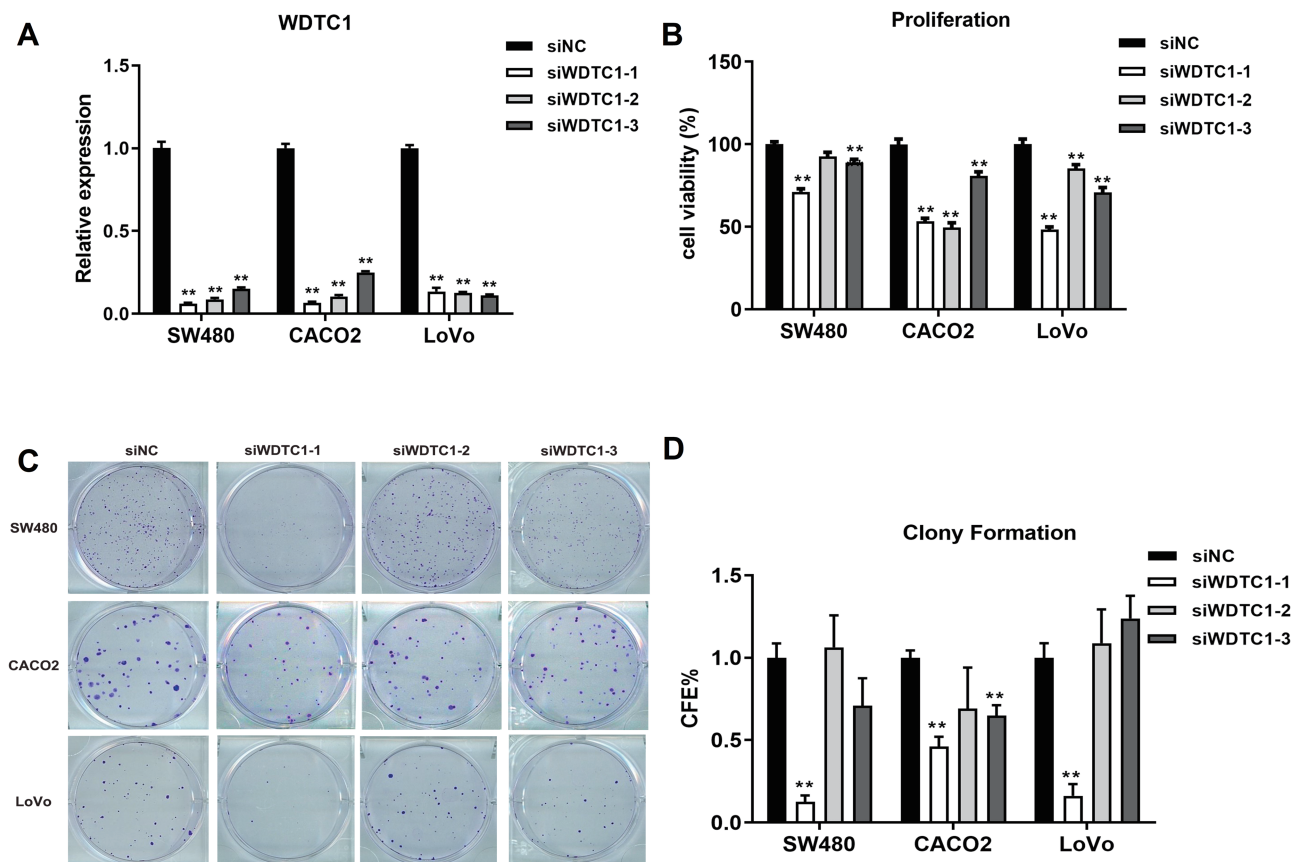 A
WDTC1
siNC
siWDTC1-1
siWDTC1-2
siWDTC1-3
Relative expression
1.5
1.0
0.5
0.0
** ** **
** ** **
** ** **
SW480 CACO2 LoVo
B
Proliferation
siNC
siWDTC1-1
siWDTC1-2
siWDTC1-3
cell viability (%)
150
100
50
0
** **
** ** **
** ** **
SW480 CACO2 LoVo
C
siNC siWDTC1-1 siWDTC1-2 siWDTC1-3
SW480
CACO2
LoVo
D
Clony Formation
siNC
siWDTC1-1
siWDTC1-2
siWDTC1-3
CFE%
1.5
1.0
0.5
0.0
**
** **
**
SW480 CACO2 LoVo